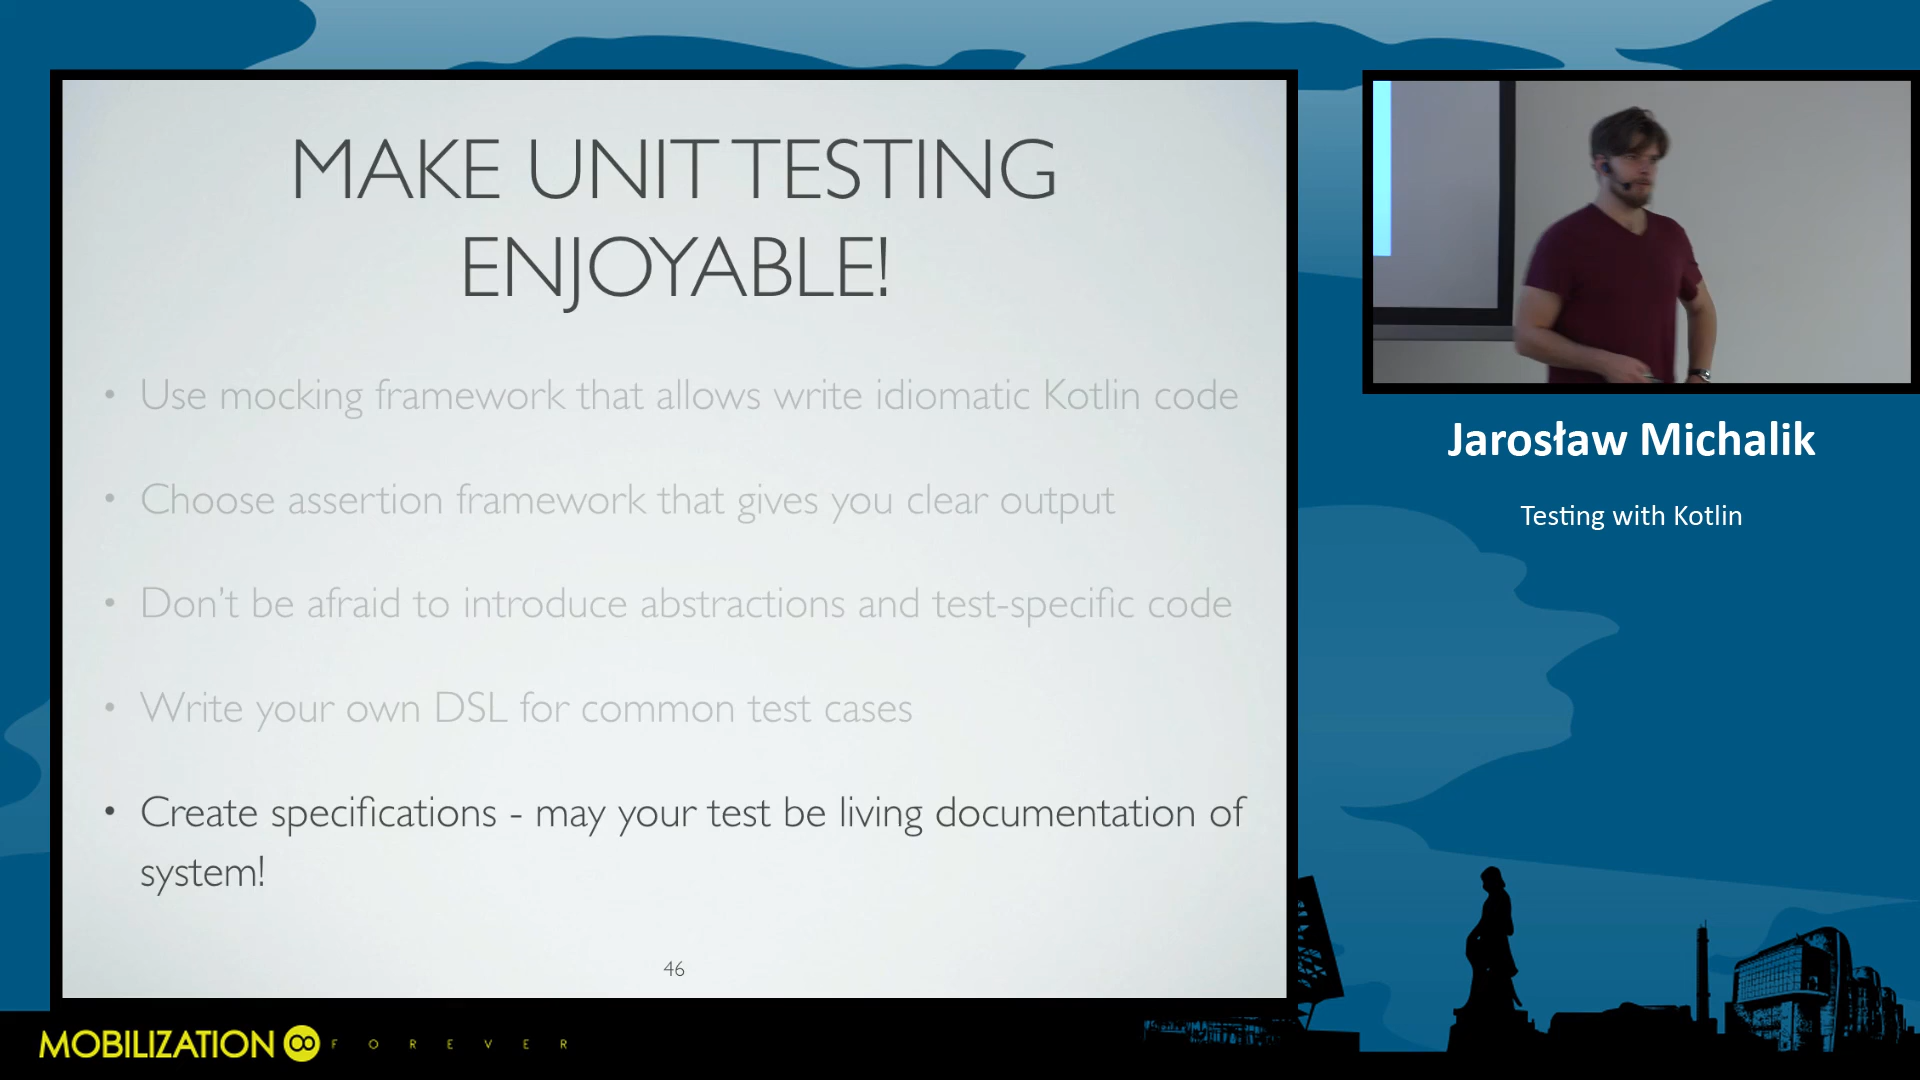 MAKE UNIT TESTING
ENJOYABLE!
• Use mocking framework that allows write idiomatic Kotlin code
• Choose assertion framework that gives you clear output
• Don't be afraid to introduce abstractions and test-specific code
• Write your own DSL for common test cases
• Create specifications - may your test be living documentation of
system!
46
Jarosław Michalik
Testing with Kotlin
MOBILIZATION ∞ FOREVER